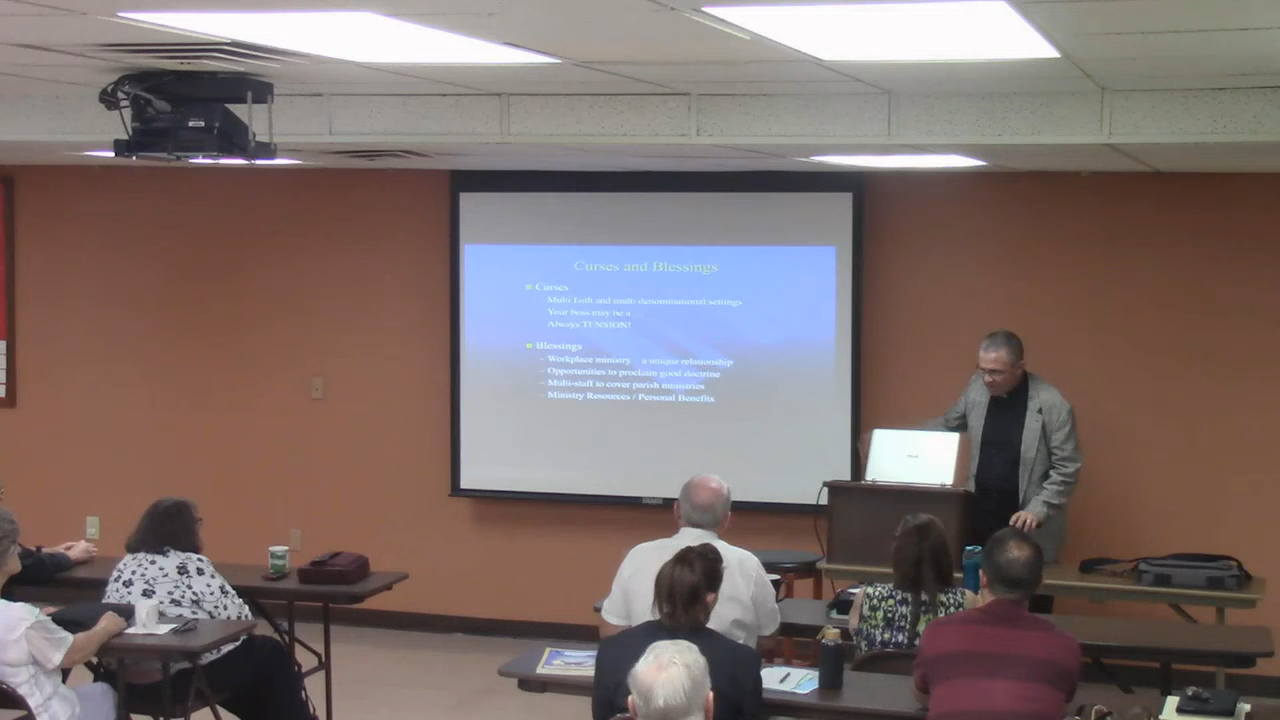 Curses and Blessings
Curses
Multi faith and multi denominational settings
Your boss may be a ...
Always TENSION!
Blessings
– Workplace ministry – a unique relationship
– Opportunities to proclaim good doctrine
– Multi-staff to cover parish ministries
– Ministry Resources / Personal Benefits